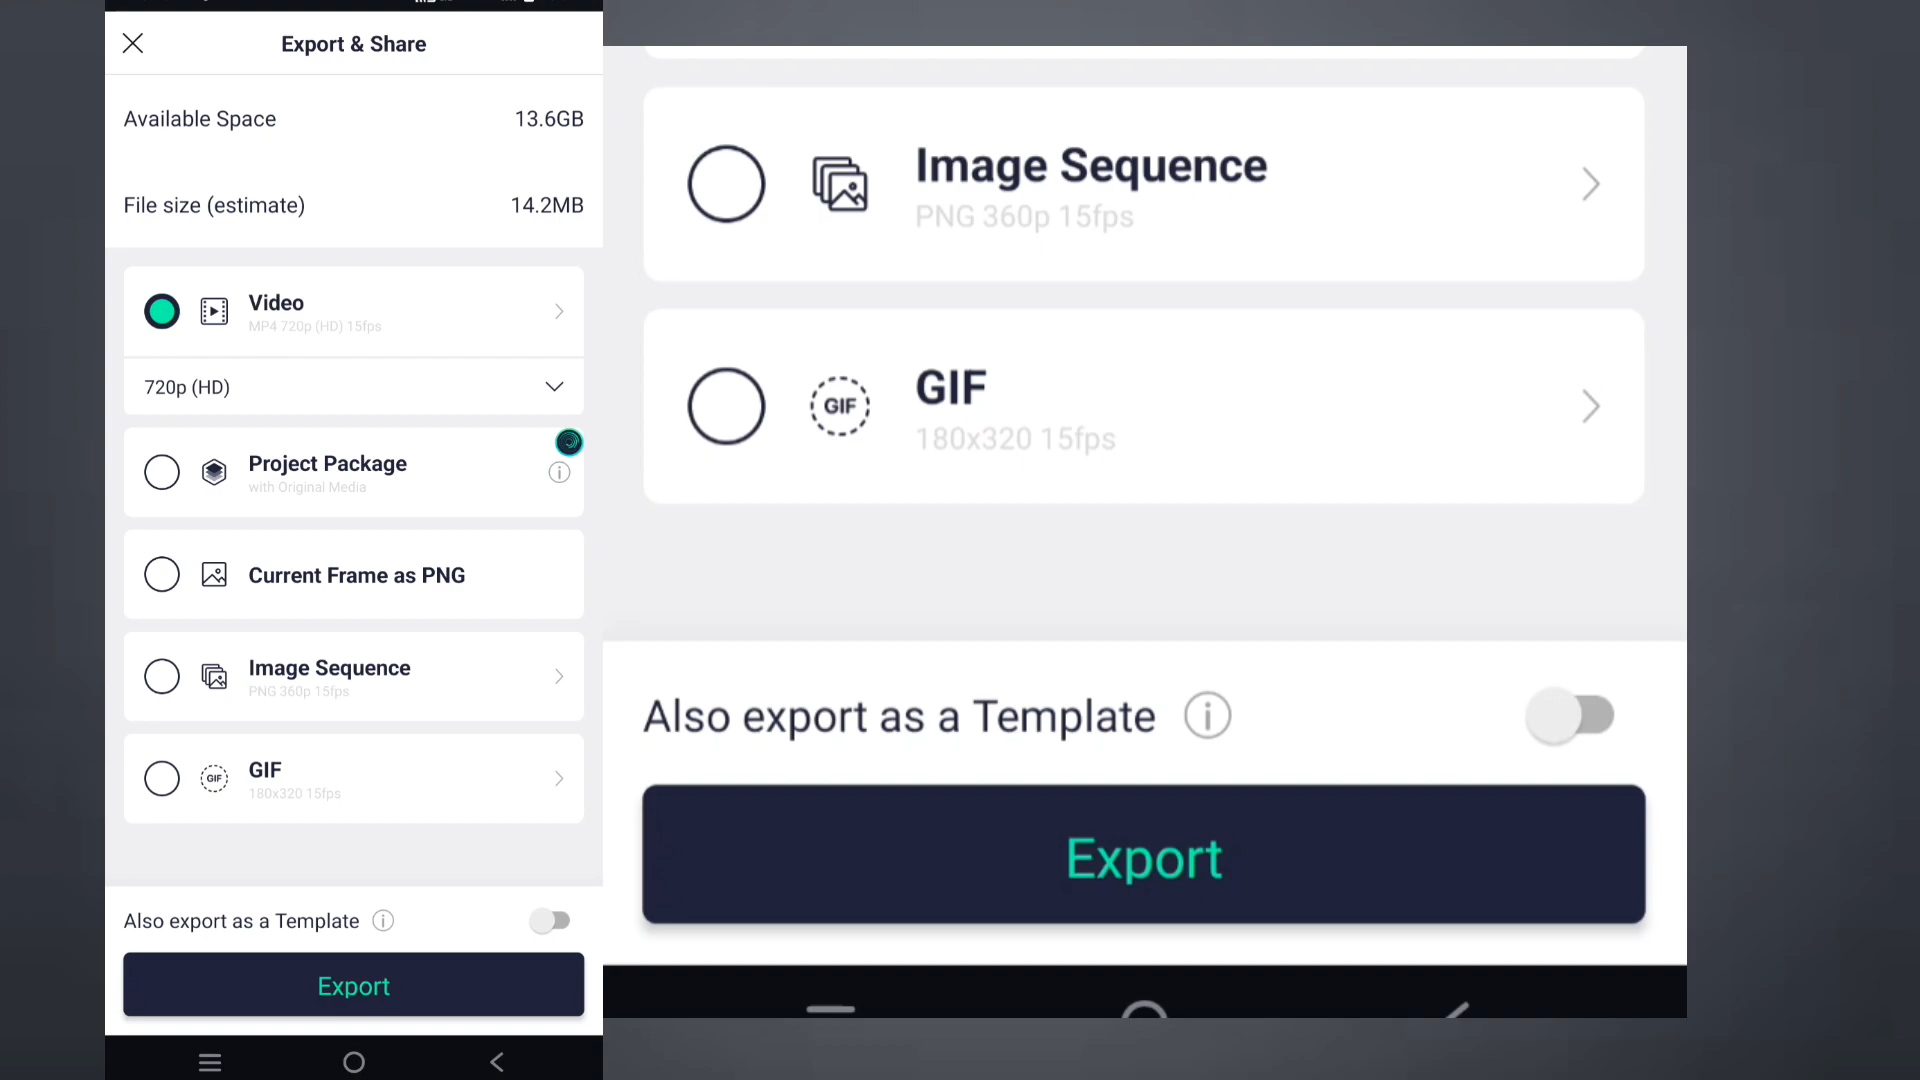 Export & Share
Available Space 13.6GB
File size (estimate) 14.2MB
Video
MP4 720p (HD) 15fps
720p (HD)
Project Package
with Original Media
Current Frame as PNG
Image Sequence
PNG 360p 15fps
GIF
GIF
180x320 15fps
Also export as a Template
Export
Image Sequence
PNG 360p 15fps
GIF
GIF
180x320 15fps
Also export as a Template
Export